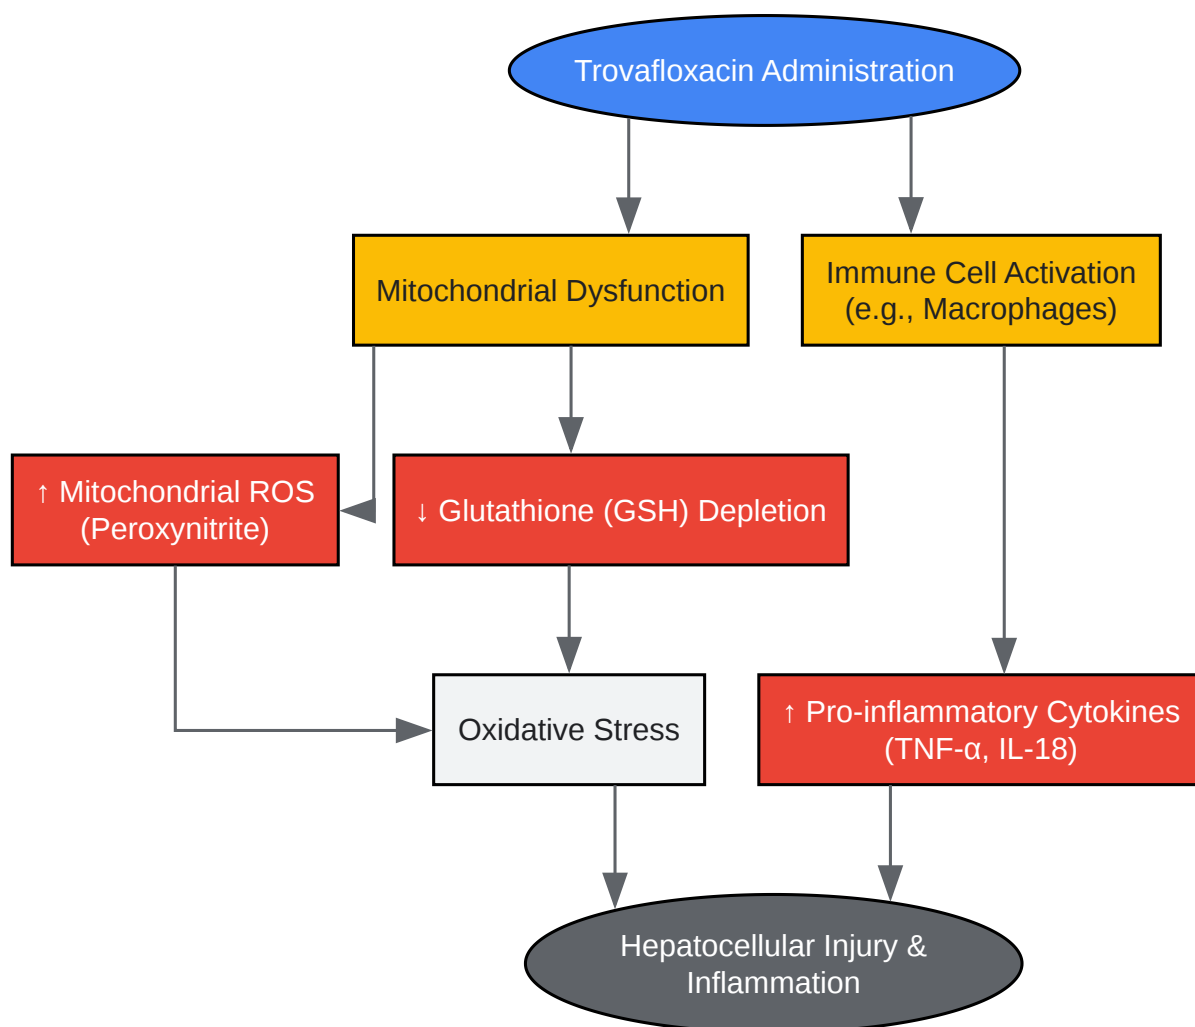 Trovafloxacin Administration
Mitochondrial Dysfunction
Immune Cell Activation
(e.g., Macrophages)
↑ Mitochondrial ROS
(Peroxynitrite)
↓ Glutathione (GSH) Depletion
Oxidative Stress
↑ Pro-inflammatory Cytokines
(TNF-α, IL-18)
Hepatocellular Injury &
Inflammation